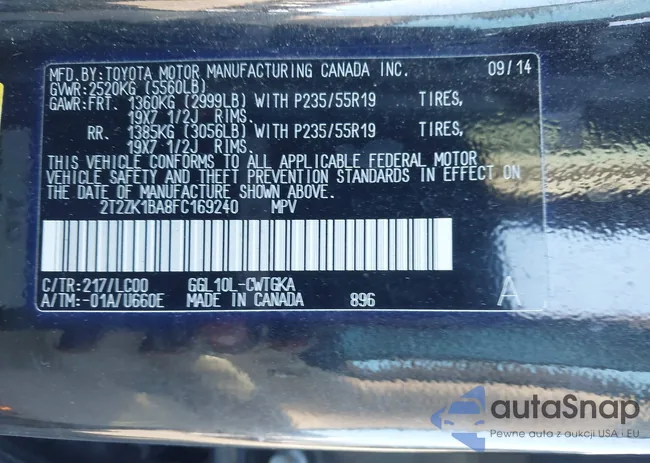 MFD.BY:TOYOTA MOTOR MANUFACTURING CANADA INC. 09/14
GVWR:2520KG (5560LB)
GAWR:FRT. 1360KG (2999LB) WITH P235/55R19 TIRES,
19X7 1/2J RIMS.
RR. 1385KG (3056LB) WITH P235/55R19 TIRES,
19X7 1/2J RIMS.
THIS VEHICLE CONFORMS TO ALL APPLICABLE FEDERAL MOTOR
VEHICLE SAFETY AND THEFT PREVENTION STANDARDS IN EFFECT ON
THE DATE OF MANUFACTURE SHOWN ABOVE.
2T2ZK1BA8FC169240 MPV
C/TR:217/LC00 GGL10L-CWTGKA
A/TM:-01A/U660E MADE IN CANADA 896 A
autaSnap
Pewne auta z aukcji USA i EU